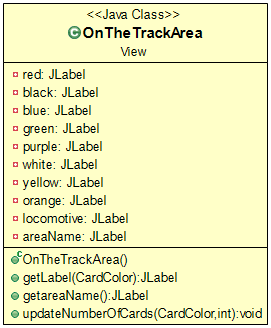 <<Java Class>>
OnTheTrackArea
View
red: JLabel
black: JLabel
blue: JLabel
green: JLabel
purple: JLabel
white: JLabel
yellow: JLabel
orange: JLabel
locomotive: JLabel
areaName: JLabel
OnTheTrackArea()
getLabel(CardColor):JLabel
getareaName():JLabel
updateNumberOfCards(CardColor,int):void